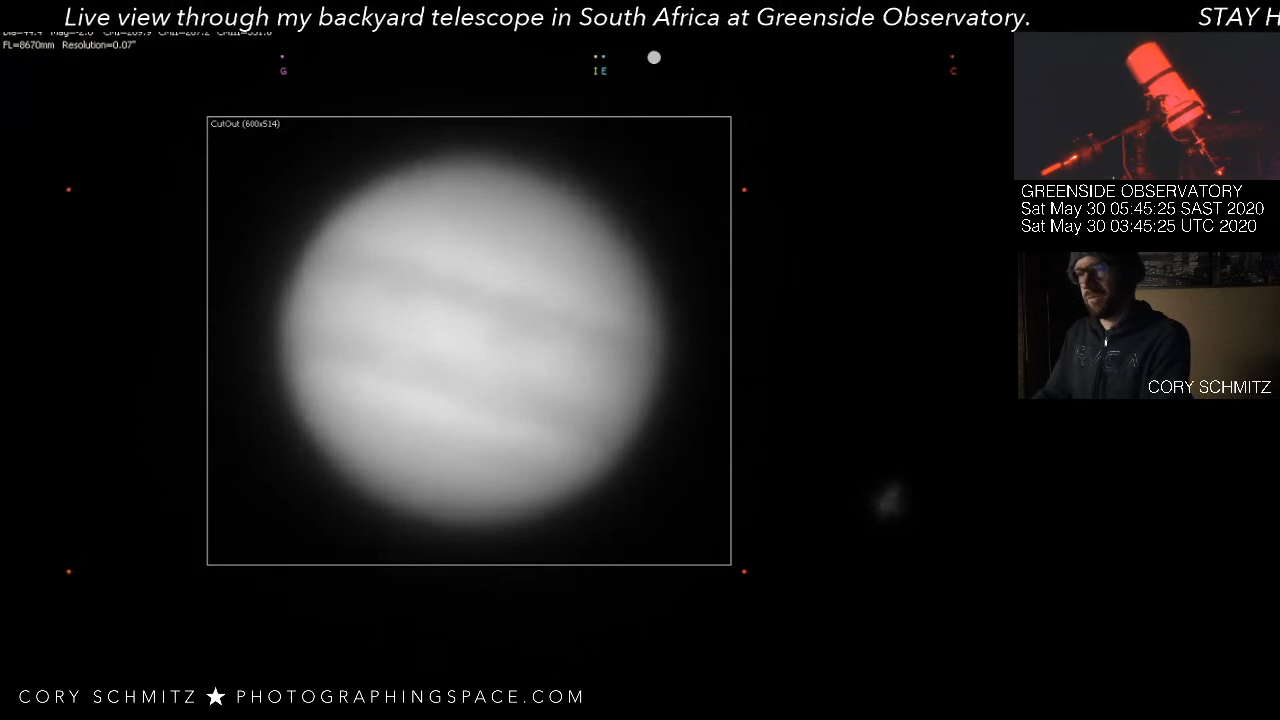 Live view through my backyard telescope in South Africa at Greenside Observatory. STAY H
FL=8670mm Resolution=0.07"
G
I E
C
CutOut (600x514)
GREENSIDE OBSERVATORY
Sat May 30 05:45:25 SAST 2020
Sat May 30 03:45:25 UTC 2020
CORY SCHMITZ
CORY SCHMITZ ★ PHOTOGRAPHINGSPACE.COM